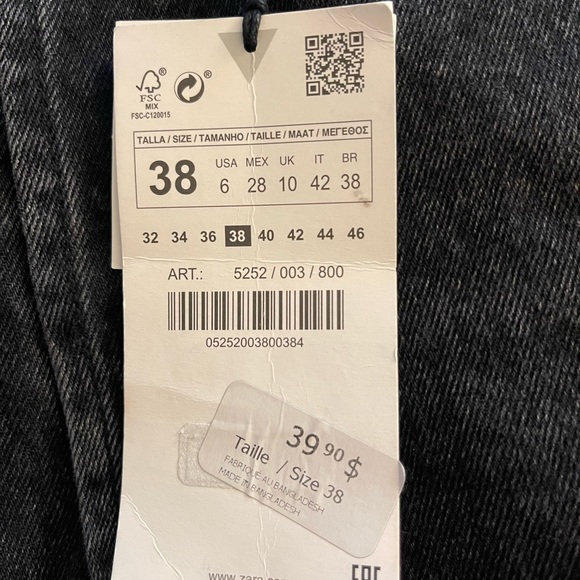 FSC®
®
MIX
FSC-C120015
TALLA / SIZE / TAMANHO / TAILLE / MAAT / ΜΕΓΕΘΟΣ
38
USA MEX UK IT BR
6 28 10 42 38
32 34 36 38 40 42 44 46
ART.: 5252 / 003 / 800
05252003800384
39 90 $
Taille / Size 38
FABRIQUÉ AU BANGLADESH
MADE IN BANGLADESH
www.zara
EAC